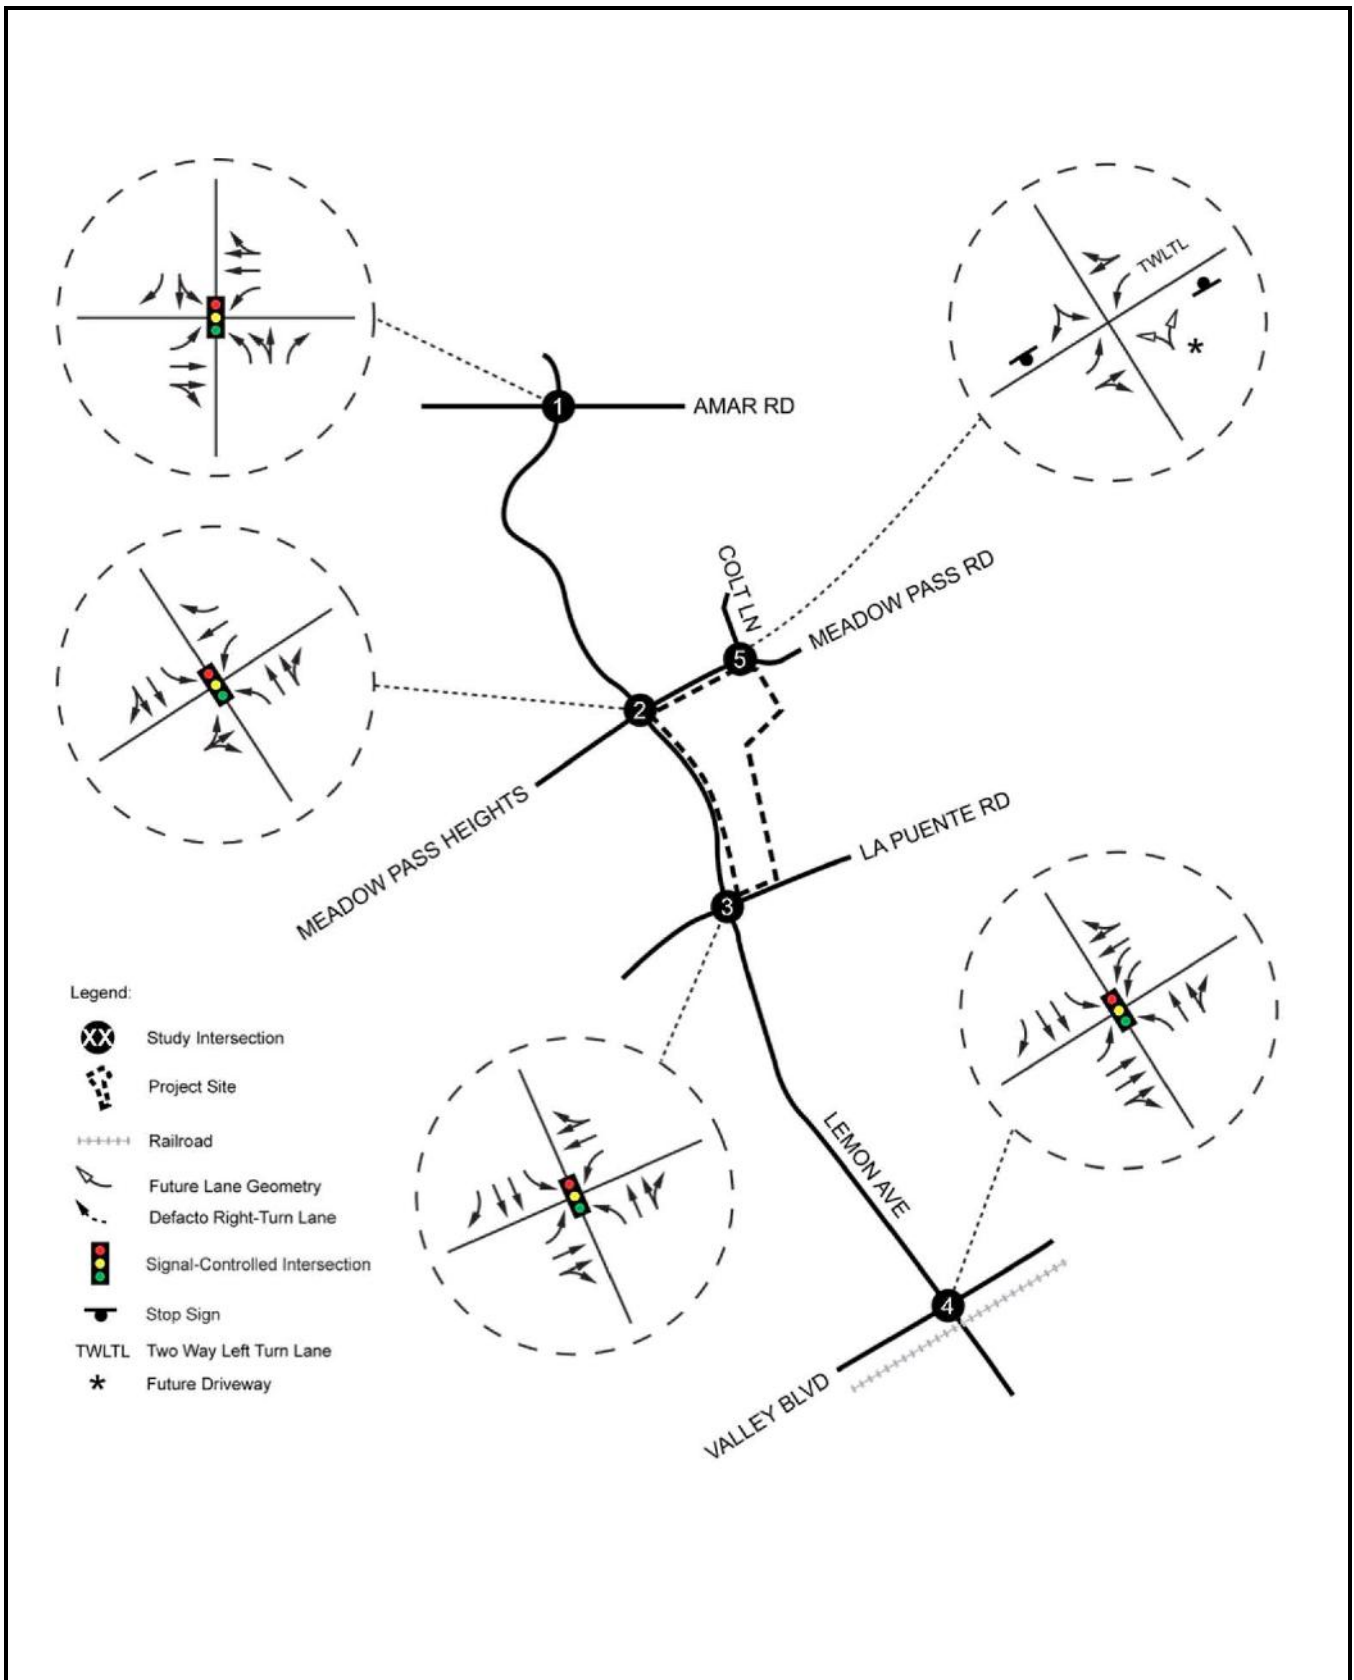 TWLTL
*
1
AMAR RD
COLT LN
MEADOW PASS RD
5
2
MEADOW PASS HEIGHTS
LA PUENTE RD
3
LEMON AVE
4
VALLEY BLVD
Legend:
XX Study Intersection
Project Site
Railroad
Future Lane Geometry
Defacto Right-Turn Lane
Signal-Controlled Intersection
Stop Sign
TWLTL Two Way Left Turn Lane
* Future Driveway